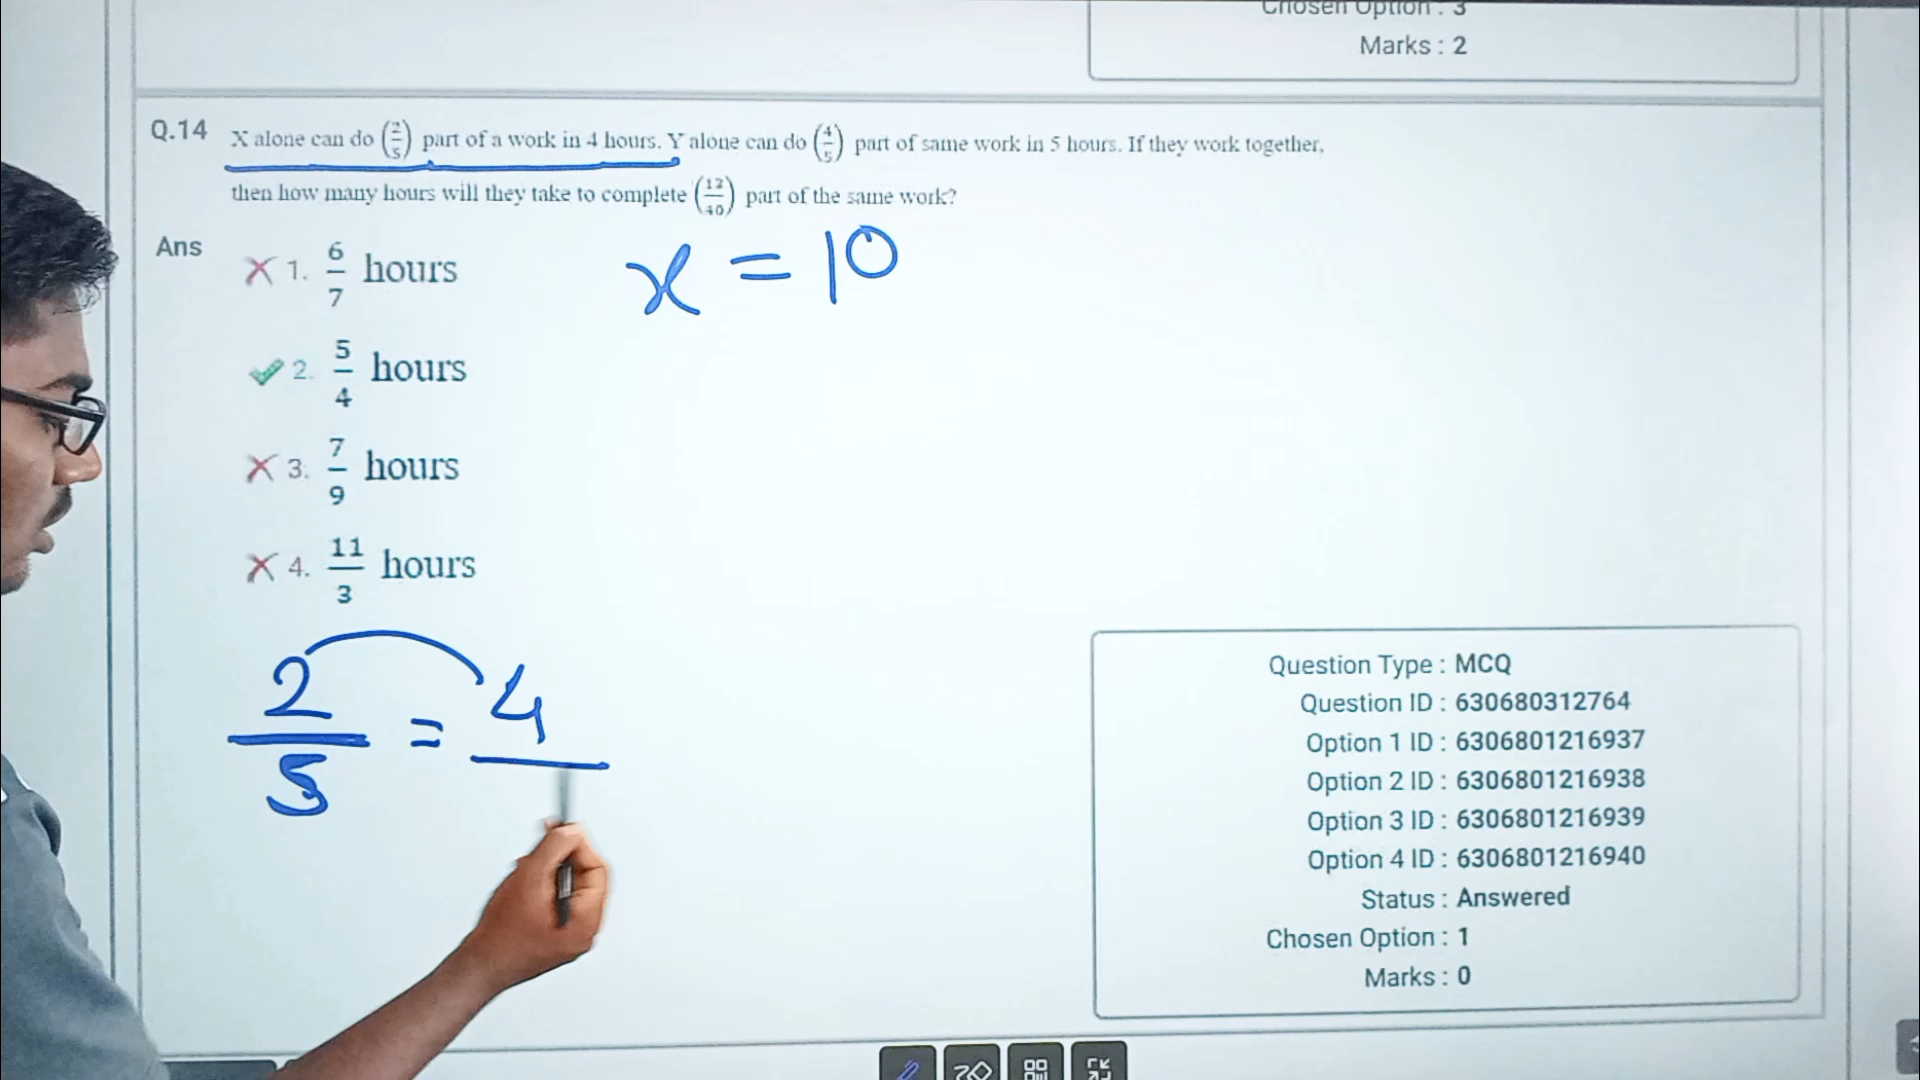 Chosen Option : 3
Marks : 2
Q.14 X alone can do (2/5) part of a work in 4 hours. Y alone can do (4/5) part of same work in 5 hours. If they work together,
then how many hours will they take to complete (12/40) part of the same work?
Ans
1. 6/7 hours
x = 10
2. 5/4 hours
3. 7/9 hours
4. 11/3 hours
2/5 = 4
Question Type : MCQ
Question ID : 630680312764
Option 1 ID : 6306801216937
Option 2 ID : 6306801216938
Option 3 ID : 6306801216939
Option 4 ID : 6306801216940
Status : Answered
Chosen Option : 1
Marks : 0